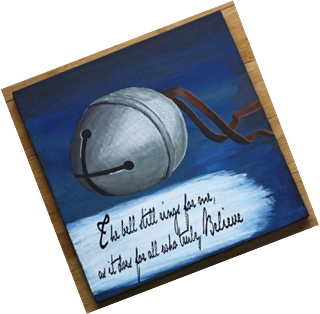 The bell still rings for me,
as it does for all who truly Believe